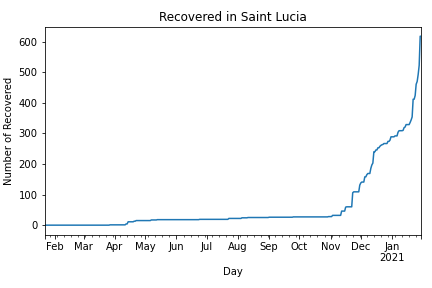 Recovered in Saint Lucia
600
500
400
300
200
100
0
Number of Recovered
Feb Mar Apr May Jun Jul Aug Sep Oct Nov Dec Jan
2021
Day